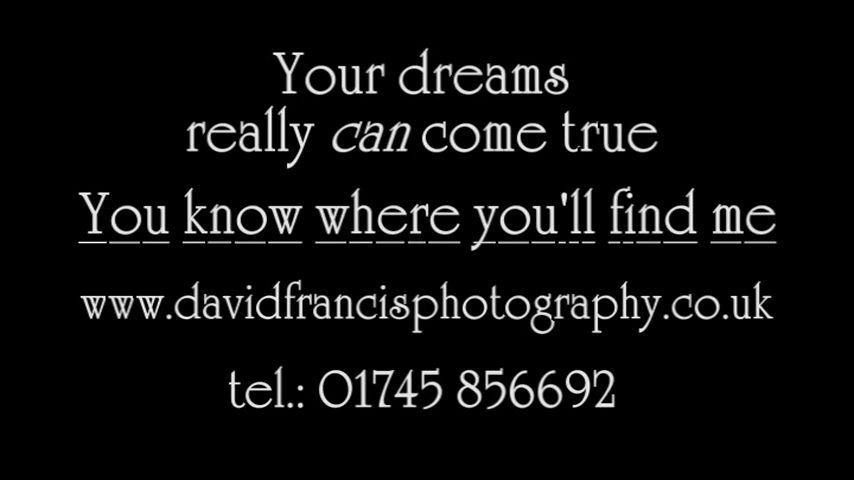 Your dreams
really can come true
You know where you'll find me
www.davidfrancisphotography.co.uk
tel.: 01745 856692